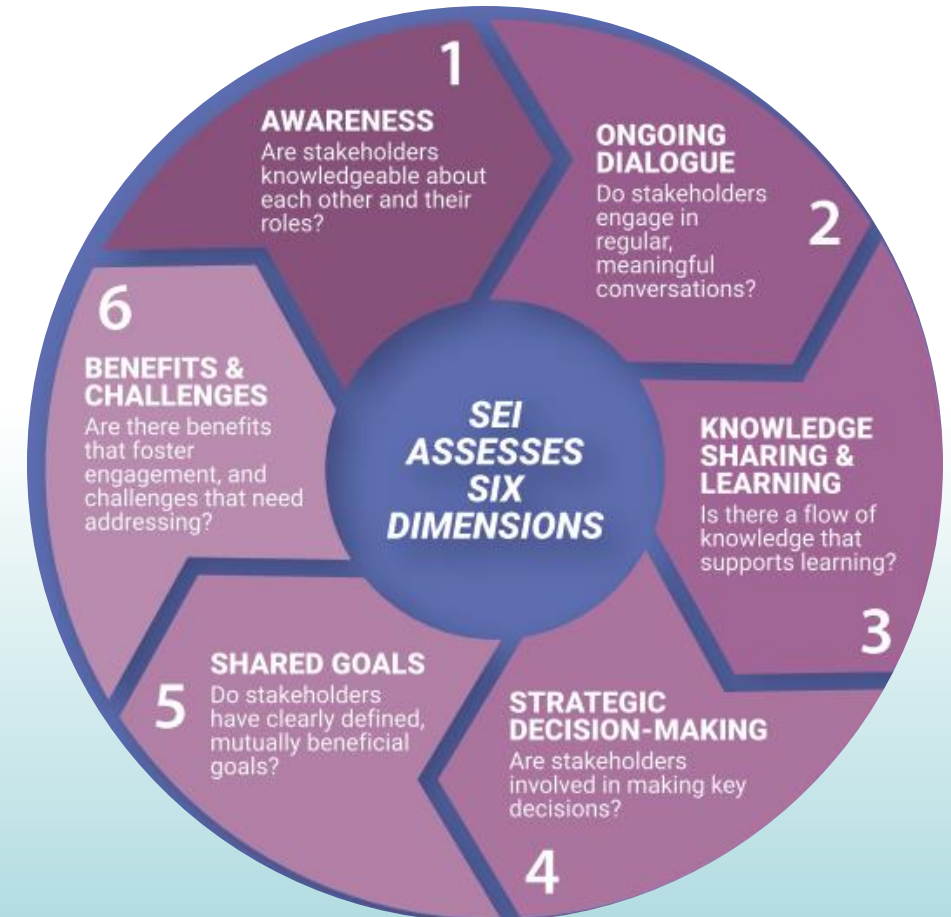 1
AWARENESS
Are stakeholders
knowledgeable about
each other and their
roles?
ONGOING
DIALOGUE
Do stakeholders
engage in
regular,
meaningful
conversations?
2
KNOWLEDGE
SHARING &
LEARNING
Is there a flow of
knowledge that
supports learning?
3
STRATEGIC
DECISION-MAKING
Are stakeholders
involved in making key
decisions?
4
SHARED GOALS
5
Do stakeholders
have clearly defined,
mutually beneficial
goals?
6
BENEFITS &
CHALLENGES
Are there benefits
that foster
engagement, and
challenges that need
addressing?
SEI
ASSESSES
SIX
DIMENSIONS